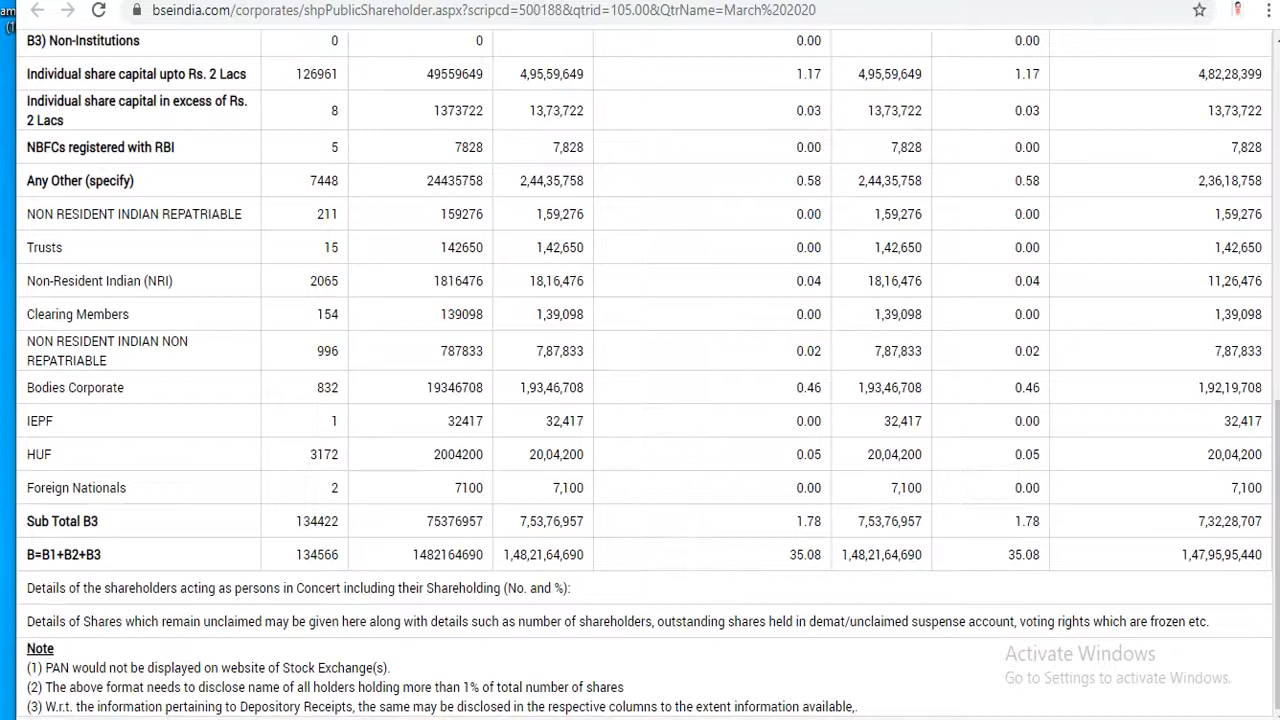 am
(1
bseindia.com/corporates/shpPublicShareholder.aspx?scripcd=500188&qtrid=105.00&QtrName=March%202020
B3) Non-Institutions 0 0 0.00 0.00
Individual share capital upto Rs. 2 Lacs 126961 49559649 4,95,59,649 1.17 4,95,59,649 1.17 4,82,28,399
Individual share capital in excess of Rs.
2 Lacs 8 1373722 13,73,722 0.03 13,73,722 0.03 13,73,722
NBFCs registered with RBI 5 7828 7,828 0.00 7,828 0.00 7,828
Any Other (specify) 7448 24435758 2,44,35,758 0.58 2,44,35,758 0.58 2,36,18,758
NON RESIDENT INDIAN REPATRIABLE 211 159276 1,59,276 0.00 1,59,276 0.00 1,59,276
Trusts 15 142650 1,42,650 0.00 1,42,650 0.00 1,42,650
Non-Resident Indian (NRI) 2065 1816476 18,16,476 0.04 18,16,476 0.04 11,26,476
Clearing Members 154 139098 1,39,098 0.00 1,39,098 0.00 1,39,098
NON RESIDENT INDIAN NON
REPATRIABLE 996 787833 7,87,833 0.02 7,87,833 0.02 7,87,833
Bodies Corporate 832 19346708 1,93,46,708 0.46 1,93,46,708 0.46 1,92,19,708
IEPF 1 32417 32,417 0.00 32,417 0.00 32,417
HUF 3172 2004200 20,04,200 0.05 20,04,200 0.05 20,04,200
Foreign Nationals 2 7100 7,100 0.00 7,100 0.00 7,100
Sub Total B3 134422 75376957 7,53,76,957 1.78 7,53,76,957 1.78 7,32,28,707
B=B1+B2+B3 134566 1482164690 1,48,21,64,690 35.08 1,48,21,64,690 35.08 1,47,95,95,440
Details of the shareholders acting as persons in Concert including their Shareholding (No. and %):
Details of Shares which remain unclaimed may be given here along with details such as number of shareholders, outstanding shares held in demat/unclaimed suspense account, voting rights which are frozen etc.
Note
(1) PAN would not be displayed on website of Stock Exchange(s).
(2) The above format needs to disclose name of all holders holding more than 1% of total number of shares
(3) W.r.t. the information pertaining to Depository Receipts, the same may be disclosed in the respective columns to the extent information available,.
Activate Windows
Go to Settings to activate Windows.